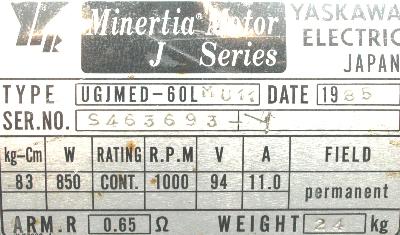 Minertia Motor
J Series
YASKAWA
ELECTRIC
JAPAN
TYPE UGJMED-60LMU11 DATE 1985
SER.NO. S463693-Y
kg-Cm W RATING R.P.M V A FIELD
83 850 CONT. 1000 94 11.0 permanent
ARM.R 0.65 Ω WEIGHT 24 kg